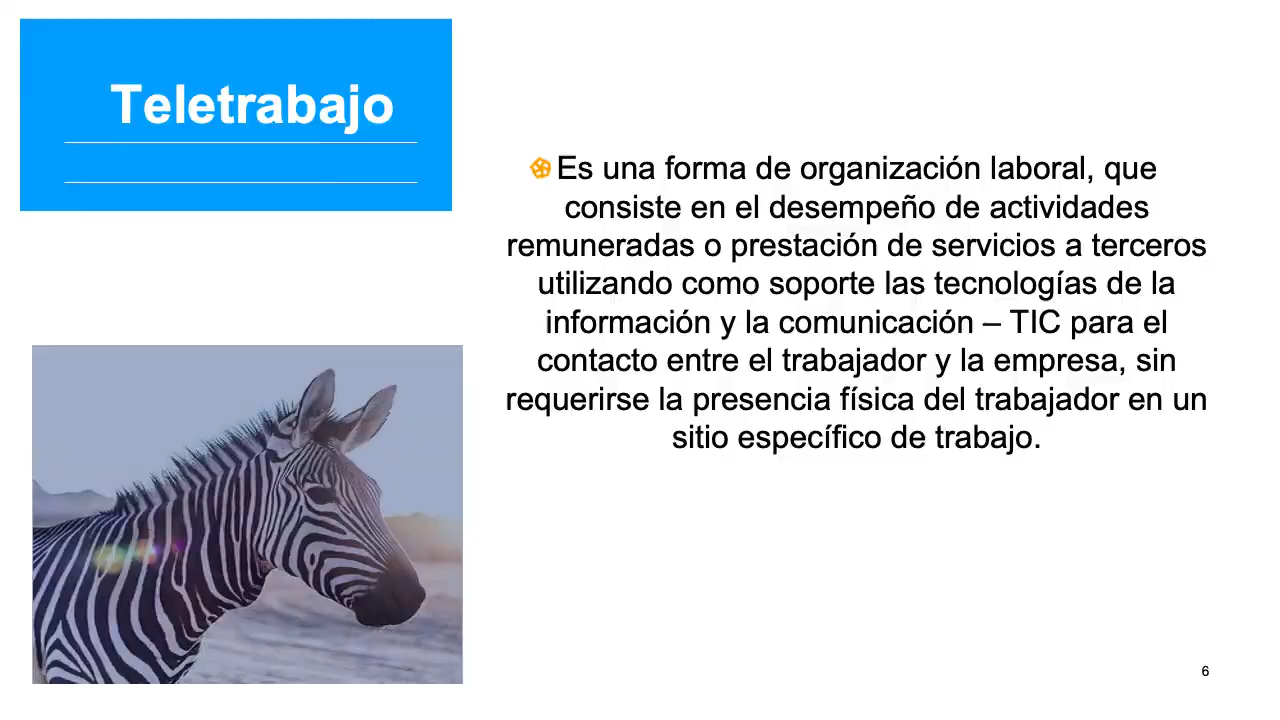 Teletrabajo
Es una forma de organización laboral, que
consiste en el desempeño de actividades
remuneradas o prestación de servicios a terceros
utilizando como soporte las tecnologías de la
información y la comunicación – TIC para el
contacto entre el trabajador y la empresa, sin
requerirse la presencia física del trabajador en un
sitio específico de trabajo.
6